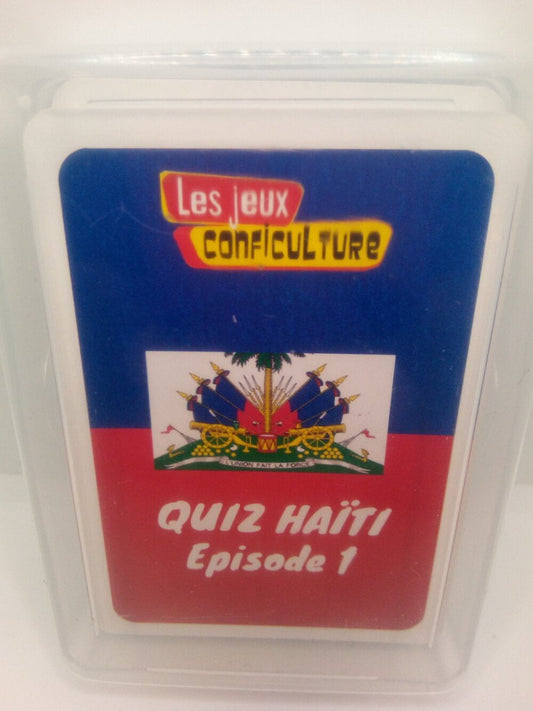 Les jeux
CONFICULTURE
L'UNION FAIT LA FORCE
QUIZ HAÏTI
Episode 1